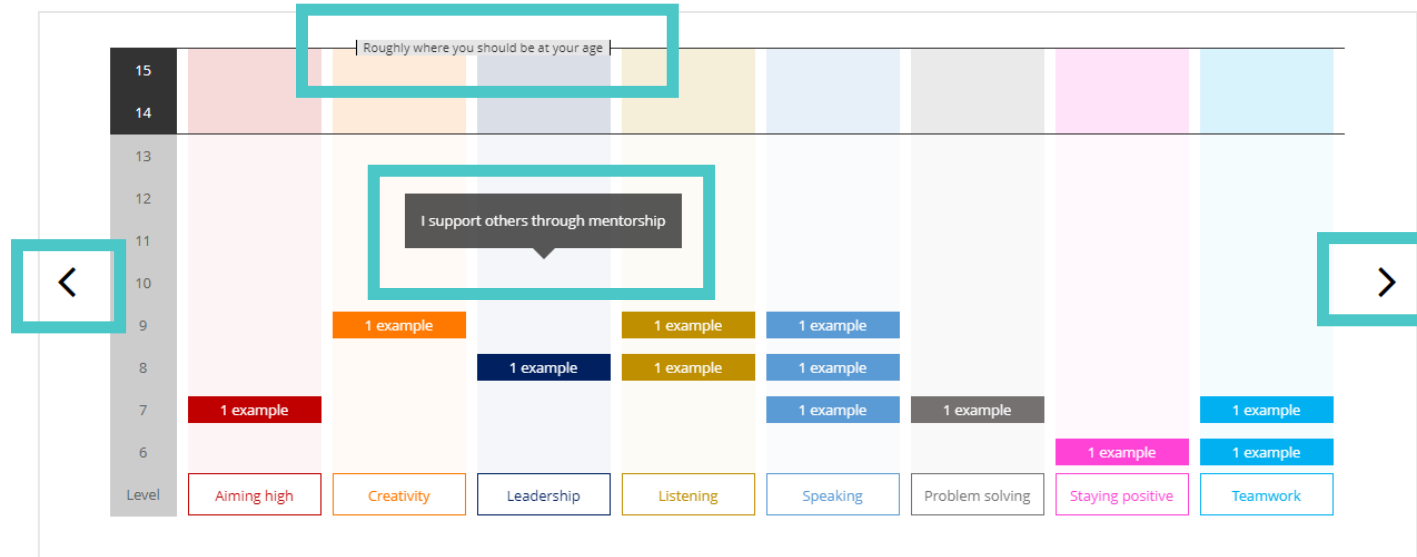 Roughly where you should be at your age
15
14
13
12
I support others through mentorship
11
10
9 1 example 1 example 1 example
8 1 example 1 example 1 example
7 1 example 1 example 1 example 1 example
6 1 example 1 example
Level Aiming high Creativity Leadership Listening Speaking Problem solving Staying positive Teamwork